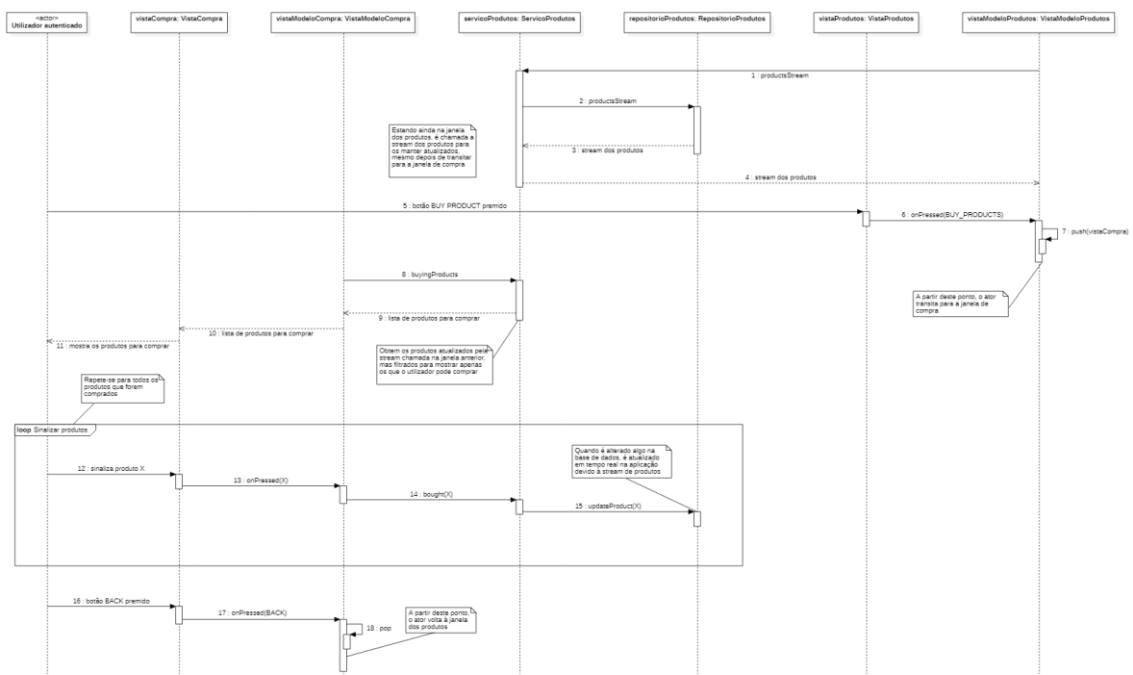 «actor»
Utilizador autenticado
vistaCompra: VistaCompra
vistaModeloCompra: VistaModeloCompra
servicoProdutos: ServicoProdutos
repositorioProdutos: RepositorioProdutos
vistaProdutos: VistaProdutos
vistaModeloProdutos: VistaModeloProdutos
1 : productsStream
2 : productsStream
Estando ainda na janela
dos produtos, é chamada a
stream dos produtos para
os manter atualizados,
mesmo depois de transitar
para a janela de compra
3 : stream dos produtos
4 : stream dos produtos
5 : botão BUY PRODUCT premido
6 : onPressed(BUY_PRODUCTS)
7 : push(vistaCompra)
8 : buyingProducts
A partir deste ponto, o ator
transita para a janela de
compra
9 : lista de produtos para comprar
10 : lista de produtos para comprar
11 : mostra os produtos para comprar
Obtem os produtos atualizados pela
stream chamada na janela anterior,
mas filtrados para mostrar apenas
os que o utilizador pode comprar
Repete-se para todos os
produtos que forem
comprados
loop Sinalizar produtos
Quando é alterado algo na
base de dados, é atualizado
em tempo real na aplicação
devido à stream de produtos
12 : sinaliza produto X
13 : onPressed(X)
14 : bought(X)
15 : updateProduct(X)
16 : botão BACK premido
17 : onPressed(BACK)
18 : pop
A partir deste ponto,
o ator volta à janela
dos produtos